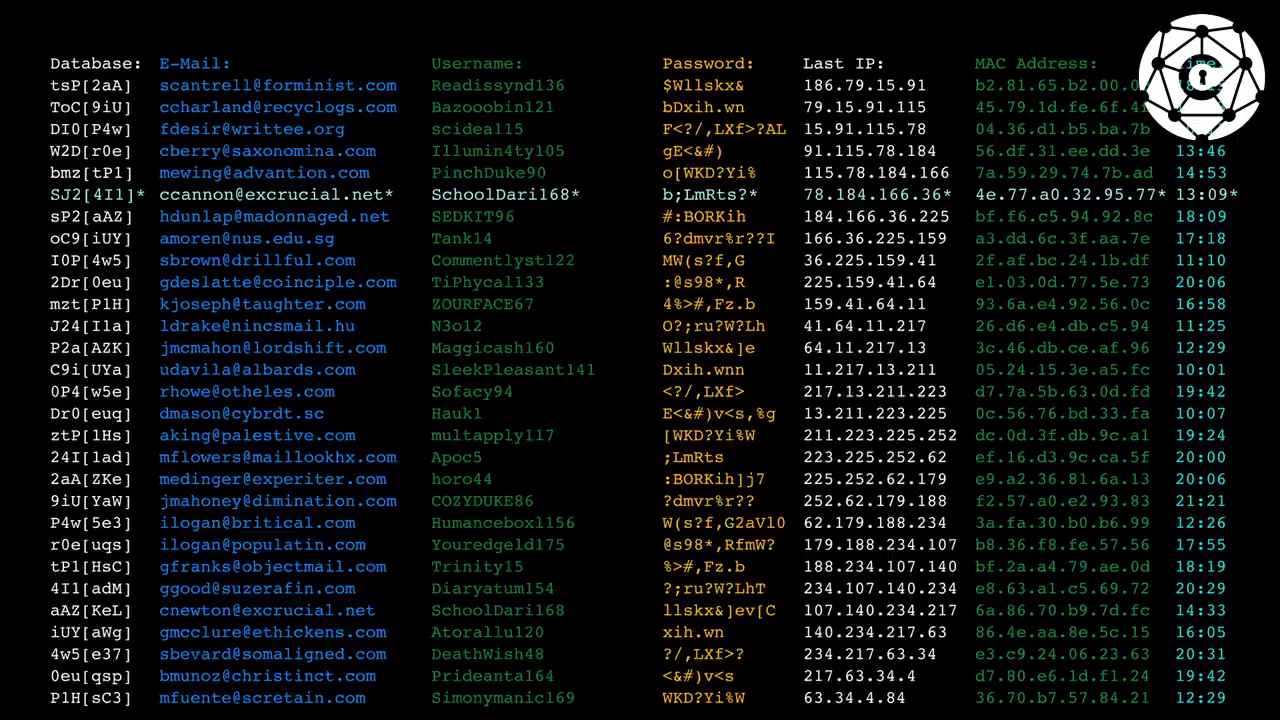 Database: E-Mail: Username: Password: Last IP: MAC Address:
tsP[2aA] scantrell@forminist.com Readissynd136 $Wllskx& 186.79.15.91
ToC[9iU] ccharland@recyclogs.com Bazooobin121 bDxih.wn 79.15.91.115
DI0[P4w] fdesir@writtee.org scidea115 F<?/,LXf>?AL 15.91.115.78 04.36.d1.b5.ba.7b
W2D[r0e] cberry@saxonomina.com Illumin4ty105 gE<&#) 91.115.78.184 56.df.31.ee.dd.3e 13:46
bmz[tP1] mewing@advantion.com PinchDuke90 o[WKD?Yi% 115.78.184.166 7a.59.29.74.7b.ad 14:53
SJ2[4I1]* ccannon@excrucial.net* SchoolDari168* b;LmRts?* 78.184.166.36* 4e.77.a0.32.95.77* 13:09*
sP2[aAZ] hdunlap@madonnaged.net SEDKIT96 #:BORKih 184.166.36.225 bf.f6.c5.94.92.8c 18:09
oC9[iUY] amoren@nus.edu.sg Tank14 6?dmvr%r??I 166.36.225.159 a3.dd.6c.3f.aa.7e 17:18
I0P[4w5] sbrown@drillful.com Commentlyst122 MW(s?f,G 36.225.159.41 2f.af.bc.24.1b.df 11:10
2Dr[0eu] gdeslatte@coinciple.com TiPhycal133 :@s98*,R 225.159.41.64 e1.03.0d.77.5e.73 20:06
mzt[P1H] kjoseph@taughter.com ZOURFACE67 4%>#,Fz.b 159.41.64.11 93.6a.e4.92.56.0c 16:58
J24[I1a] ldrake@nincsmail.hu N3o12 O?;ru?W?Lh 41.64.11.217 26.d6.e4.db.c5.94 11:25
P2a[AZK] jmcmahon@lordshift.com Maggicash160 Wllskx&]e 64.11.217.13 3c.46.db.ce.af.96 12:29
C9i[UYa] udavila@albards.com SleekPleasant141 Dxih.wnn 11.217.13.211 05.24.15.3e.a5.fc 10:01
0P4[w5e] rhowe@otheles.com Sofacy94 <?/,LXf> 217.13.211.223 d7.7a.5b.63.0d.fd 19:42
Dr0[euq] dmason@cybrdt.sc Hauk1 E<&#)v<s,%g 13.211.223.225 0c.56.76.bd.33.fa 10:07
ztP[1Hs] aking@palestive.com multapply117 [WKD?Yi%W 211.223.225.252 dc.0d.3f.db.9c.a1 19:24
24I[1ad] mflowers@maillookhx.com Apoc5 ;LmRts 223.225.252.62 ef.16.d3.9c.ca.5f 20:00
2aA[ZKe] medinger@experiter.com horo44 :BORKih]j7 225.252.62.179 e9.a2.36.81.6a.13 20:06
9iU[YaW] jmahoney@dimination.com COZYDUKE86 ?dmvr%r?? 252.62.179.188 f2.57.a0.e2.93.83 21:21
P4w[5e3] ilogan@britical.com Humanceboxl156 W(s?f,G2aVl0 62.179.188.234 3a.fa.30.b0.b6.99 12:26
r0e[uqs] ilogan@populatin.com Youredgeld175 @s98*,RfmW? 179.188.234.107 b8.36.f8.fe.57.56 17:55
tP1[HsC] gfranks@objectmail.com Trinity15 %>#,Fz.b 188.234.107.140 bf.2a.a4.79.ae.0d 18:19
4I1[adM] ggood@suzerafin.com Diaryatum154 ?;ru?W?LhT 234.107.140.234 e8.63.a1.c5.69.72 20:29
aAZ[KeL] cnewton@excrucial.net SchoolDari168 llskx&]ev[C 107.140.234.217 6a.86.70.b9.7d.fc 14:33
iUY[aWg] gmcclure@ethickens.com Atorallu120 xih.wn 140.234.217.63 86.4e.aa.8e.5c.15 16:05
4w5[e37] sbevard@somaligned.com DeathWish48 ?/,LXf>? 234.217.63.34 e3.c9.24.06.23.63 20:31
0eu[qsp] bmunoz@christinct.com Prideanta164 <&#)v<s 217.63.34.4 d7.80.e6.1d.f1.24 19:42
P1H[sC3] mfuente@scretain.com Simonymanic169 WKD?Yi%W 63.34.4.84 36.70.b7.57.84.21 12:29